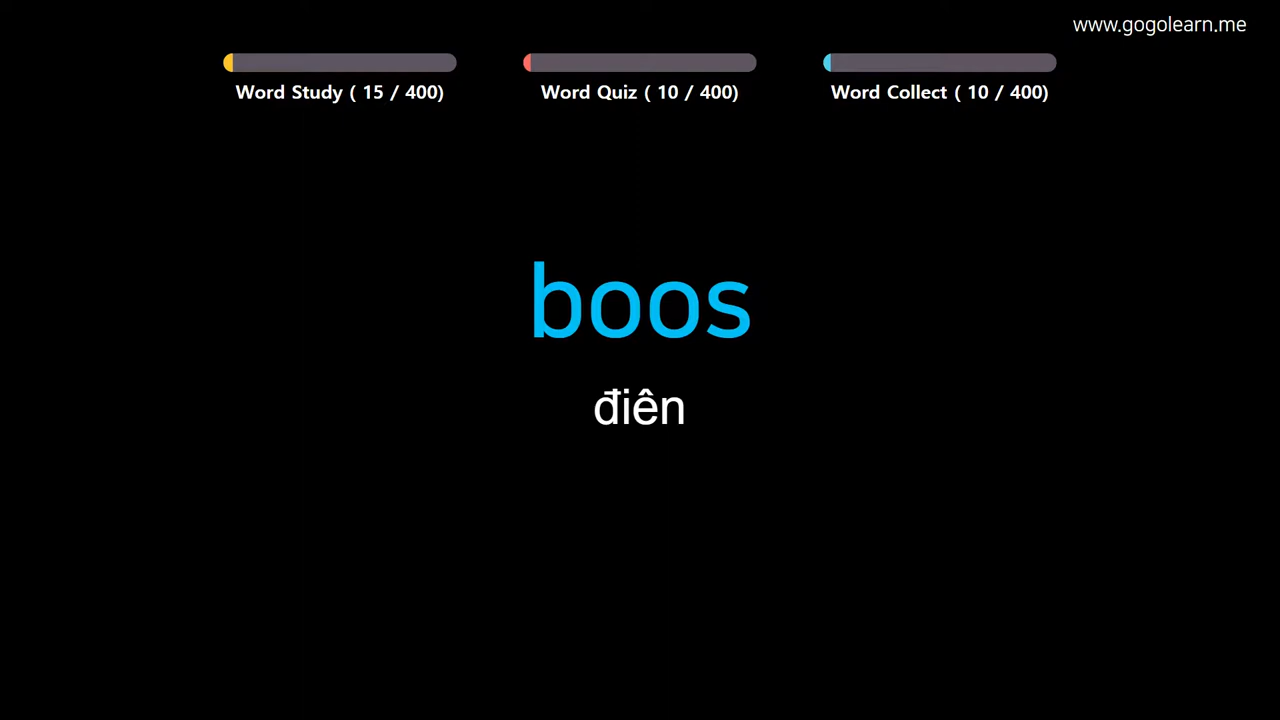 www.gogolearn.me
Word Study ( 15 / 400)
Word Quiz ( 10 / 400)
Word Collect ( 10 / 400)
boos
điên